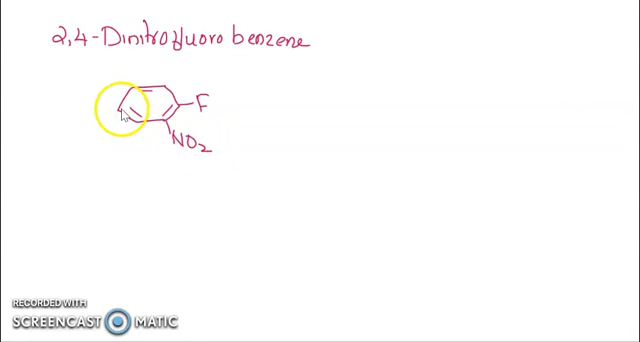 2,4-Dinitrofluoro benzene
F
NO2
RECORDED WITH
SCREENCAST MATIC